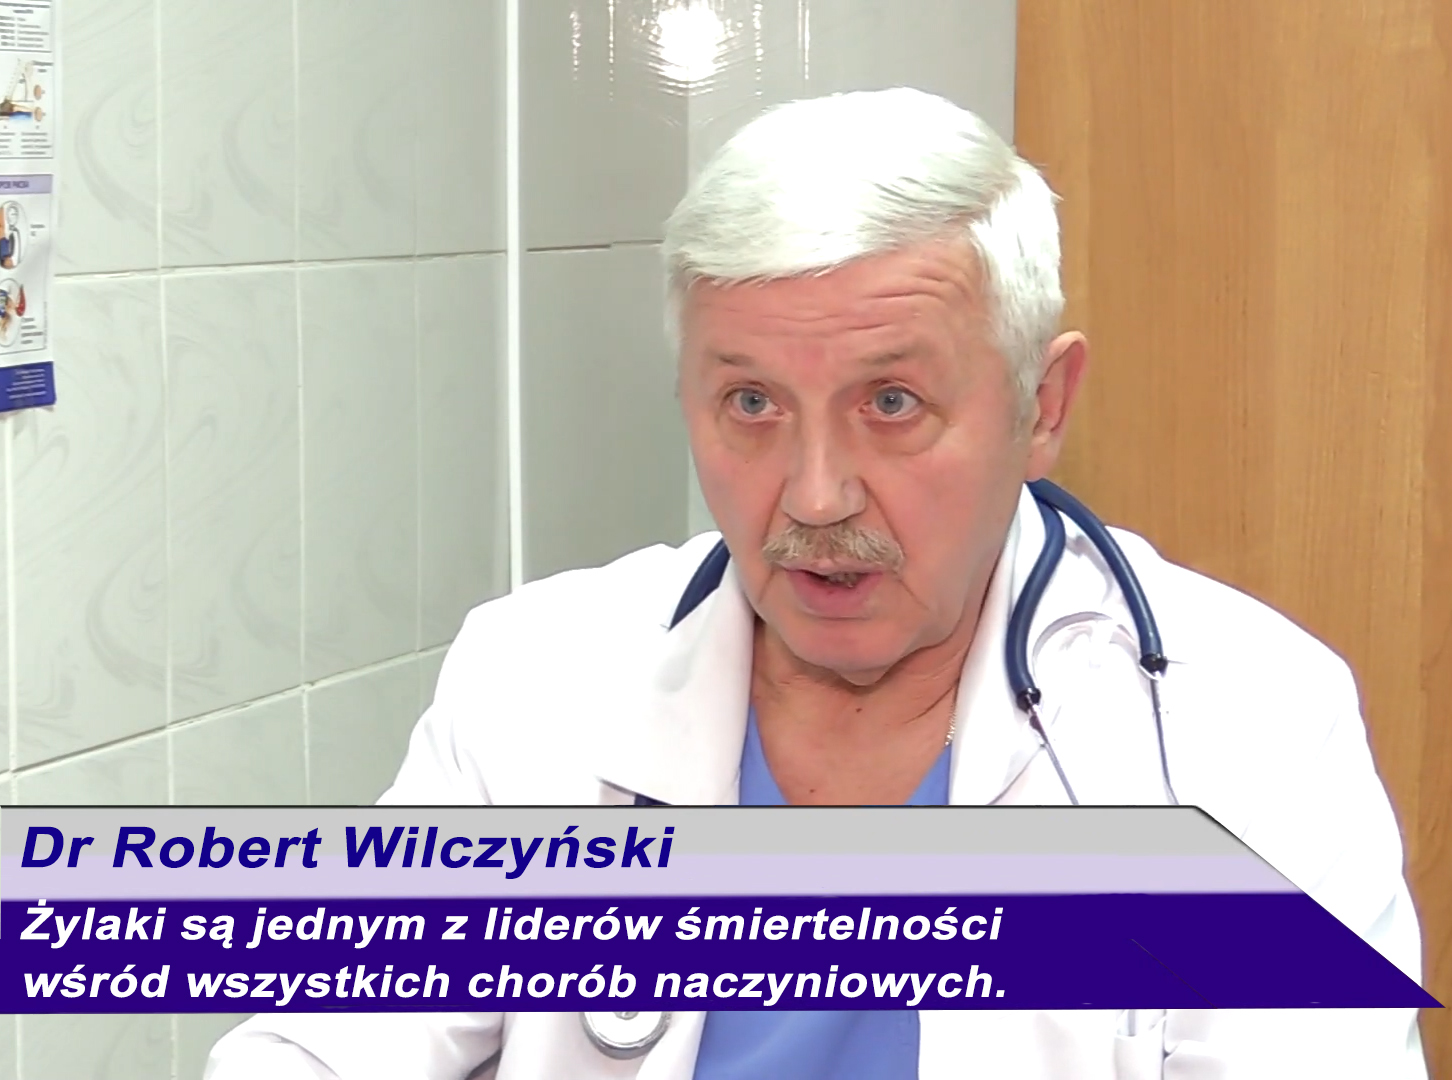 Dr Robert Wilczyński
Żylaki są jednym z liderów śmiertelności
wśród wszystkich chorób naczyniowych.